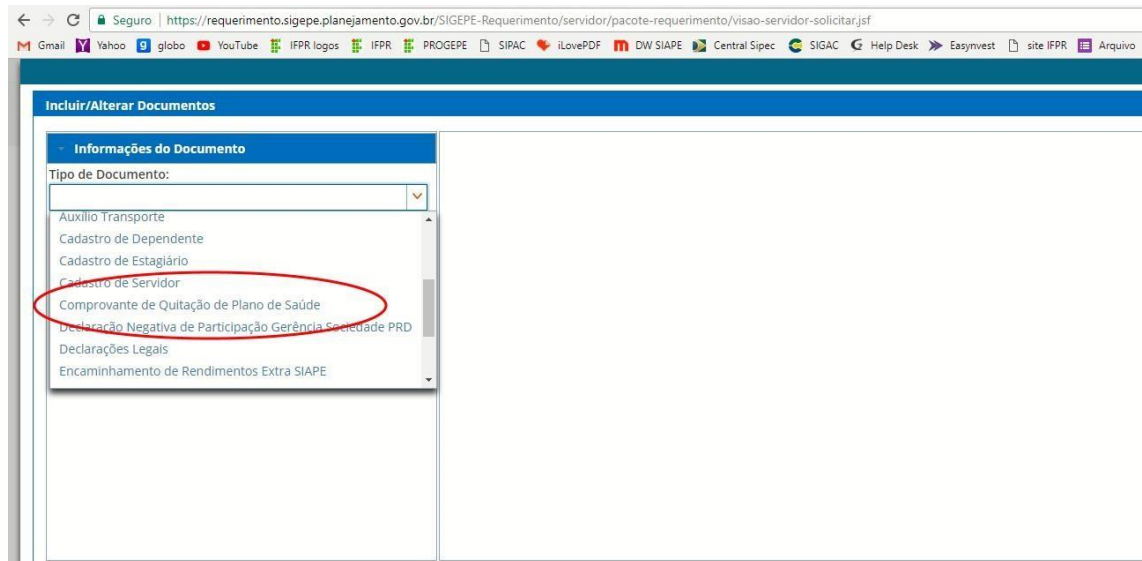 Seguro | https://requerimento.sigepe.planejamento.gov.br/SIGEPE-Requerimento/servidor/pacote-requerimento/visao-servidor-solicitar.jsf
Gmail Yahoo globo YouTube IFPR logos IFPR PROGEPE SIPAC iLovePDF DW SIAPE Central Sipec SIGAC Help Desk Easynvest site IFPR Arquivo
Incluir/Alterar Documentos
Informações do Documento
Tipo de Documento:
Auxílio Transporte
Cadastro de Dependente
Cadastro de Estagiário
Cadastro de Servidor
Comprovante de Quitação de Plano de Saúde
Declaração Negativa de Participação Gerência Sociedade PRD
Declarações Legais
Encaminhamento de Rendimentos Extra SIAPE